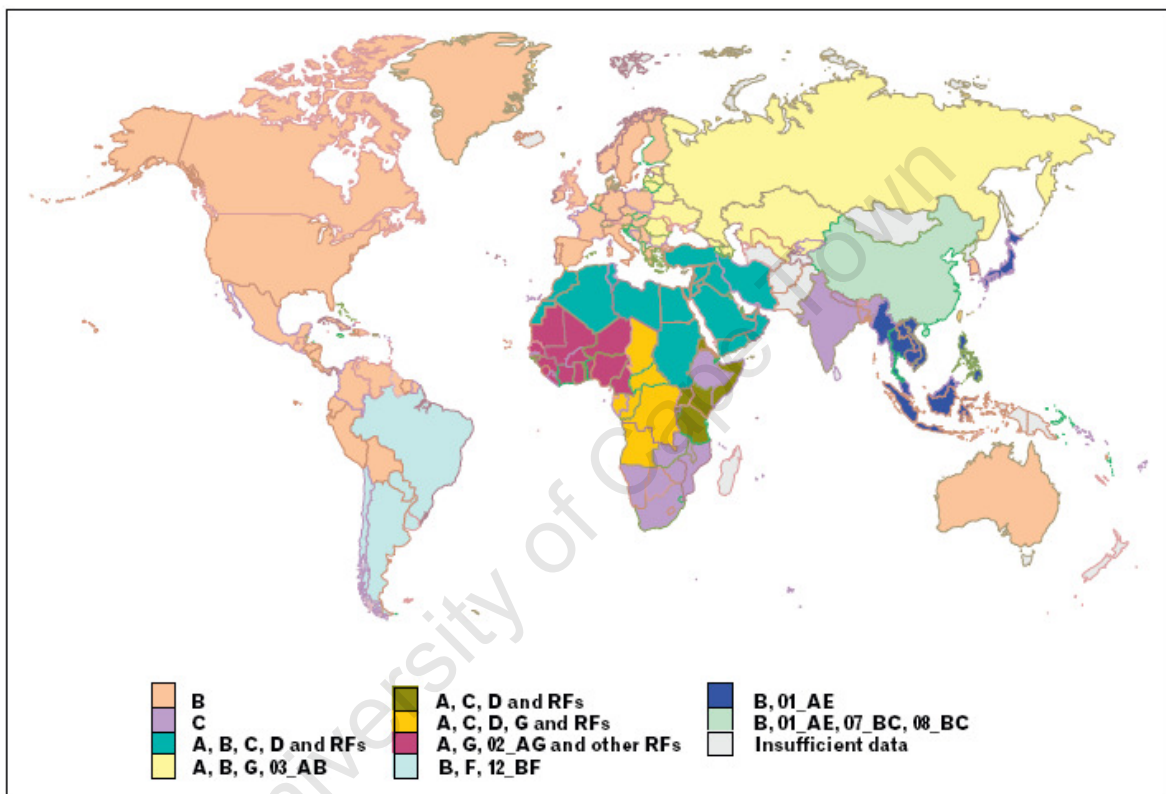 University of Cape Town
B
C
A, B, C, D and RFs
A, B, G, 03_AB
A, C, D and RFs
A, C, D, G and RFs
A, G, 02_AG and other RFs
B, F, 12_BF
B, 01_AE
B, 01_AE, 07_BC, 08_BC
Insufficient data